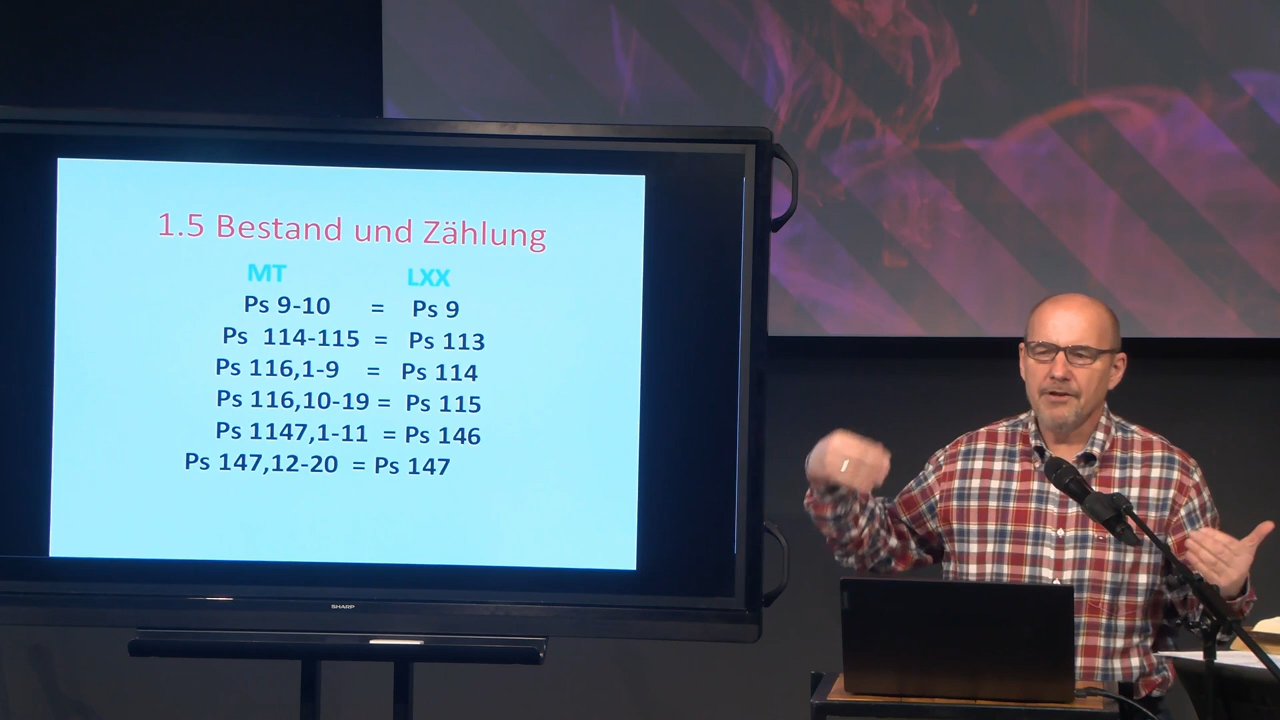 1.5 Bestand und Zählung
MT LXX
Ps 9-10 = Ps 9
Ps 114-115 = Ps 113
Ps 116,1-9 = Ps 114
Ps 116,10-19 = Ps 115
Ps 1147,1-11 = Ps 146
Ps 147,12-20 = Ps 147
SHARP